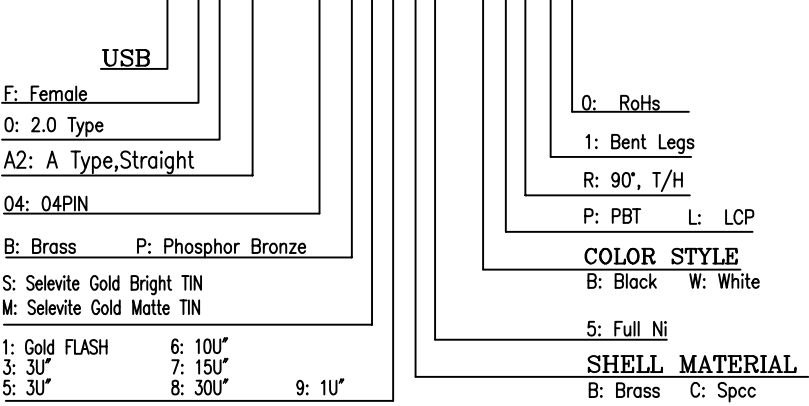 USB
F: Female
0: 2.0 Type
A2: A Type,Straight
04: 04PIN
B: Brass P: Phosphor Bronze
S: Selevite Gold Bright TIN
M: Selevite Gold Matte TIN
1: Gold FLASH 6: 10U"
3: 3U" 7: 15U"
5: 3U" 8: 30U" 9: 1U"
0: RoHs
1: Bent Legs
R: 90°, T/H
P: PBT L: LCP
COLOR STYLE
B: Black W: White
5: Full Ni
SHELL MATERIAL
B: Brass C: Spcc